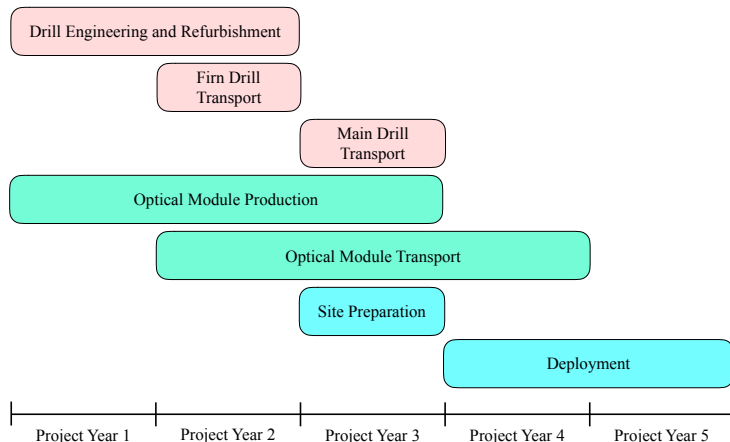 Drill Engineering and Refurbishment
Firn Drill
Transport
Main Drill
Transport
Optical Module Production
Optical Module Transport
Site Preparation
Deployment
Project Year 1
Project Year 2
Project Year 3
Project Year 4
Project Year 5